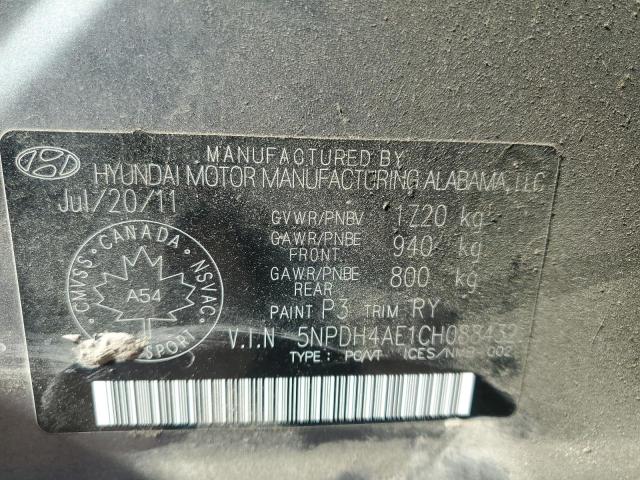 MANUFACTURED BY
HYUNDAI MOTOR MANUFACTURING ALABAMA, LLC
Jul/20/11
GVWR/PNBV 1720 kg
GAWR/PNBE FRONT 940 kg
GAWR/PNBE REAR 800 kg
PAINT P3 TRIM RY
V.I.N 5NPDH4AE1CH088432
TYPE : PC/VT ICES/NMB-002
CANADA
CMVSS
NSVAC
A54
SPORT